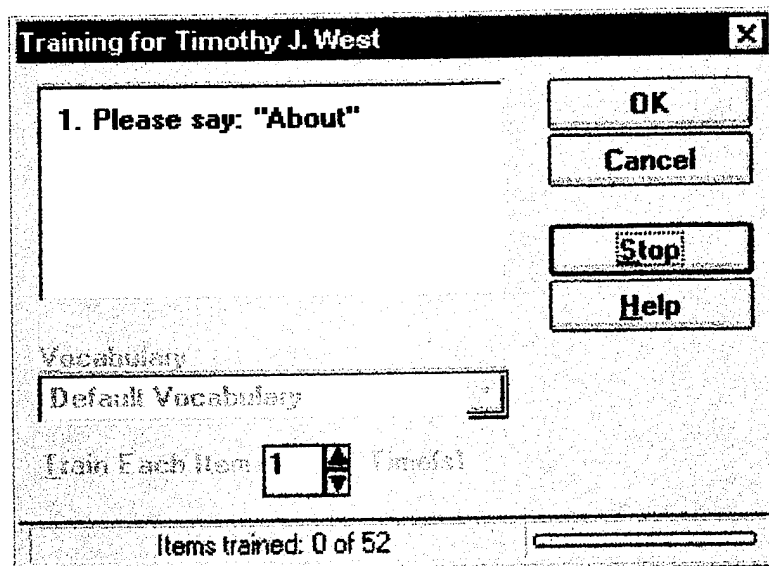 Training for Timothy J. West
1. Please say: "About"
OK
Cancel
Stop
Help
Vocabulary
Default Vocabulary
Train Each Item 1 Time(s)
Items trained: 0 of 52